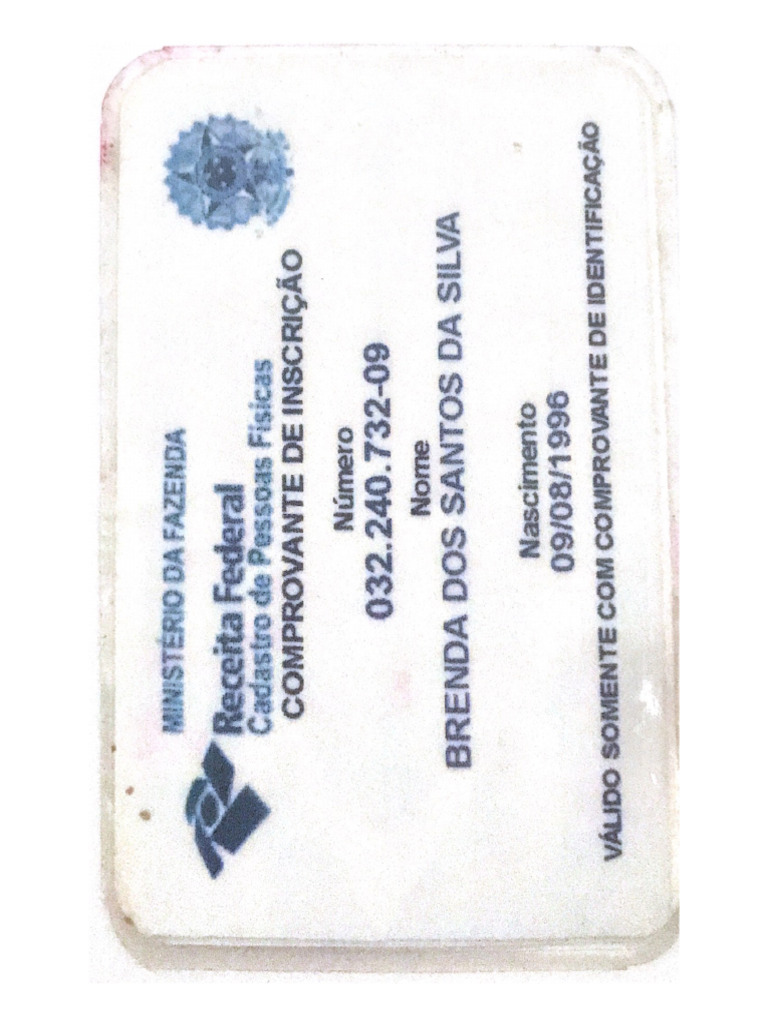 MINISTÉRIO DA FAZENDA
Receita Federal
Cadastro de Pessoas Físicas
COMPROVANTE DE INSCRIÇÃO
Número
032.240.732-09
Nome
BRENDA DOS SANTOS DA SILVA
Nascimento
09/08/1996
VÁLIDO SOMENTE COM COMPROVANTE DE IDENTIFICAÇÃO